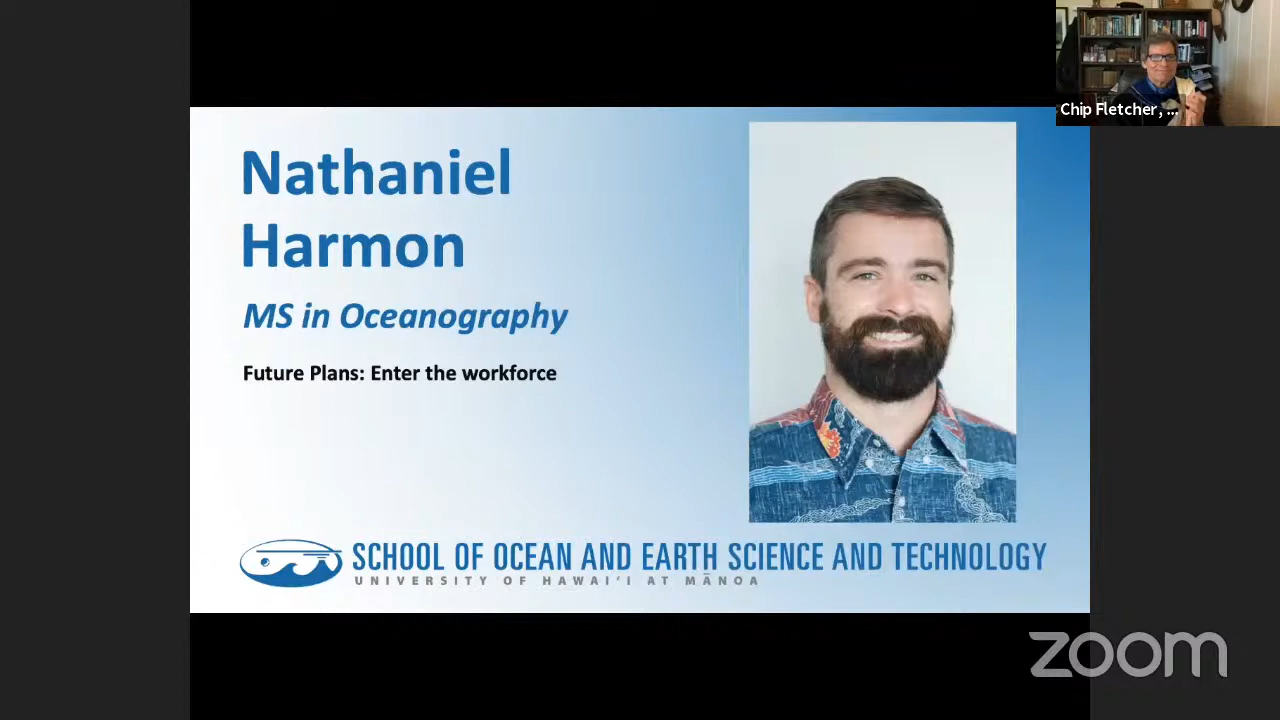 Chip Fletcher, ...
Nathaniel
Harmon
MS in Oceanography
Future Plans: Enter the workforce
SCHOOL OF OCEAN AND EARTH SCIENCE AND TECHNOLOGY
UNIVERSITY OF HAWAIʻI AT MĀNOA
zoom